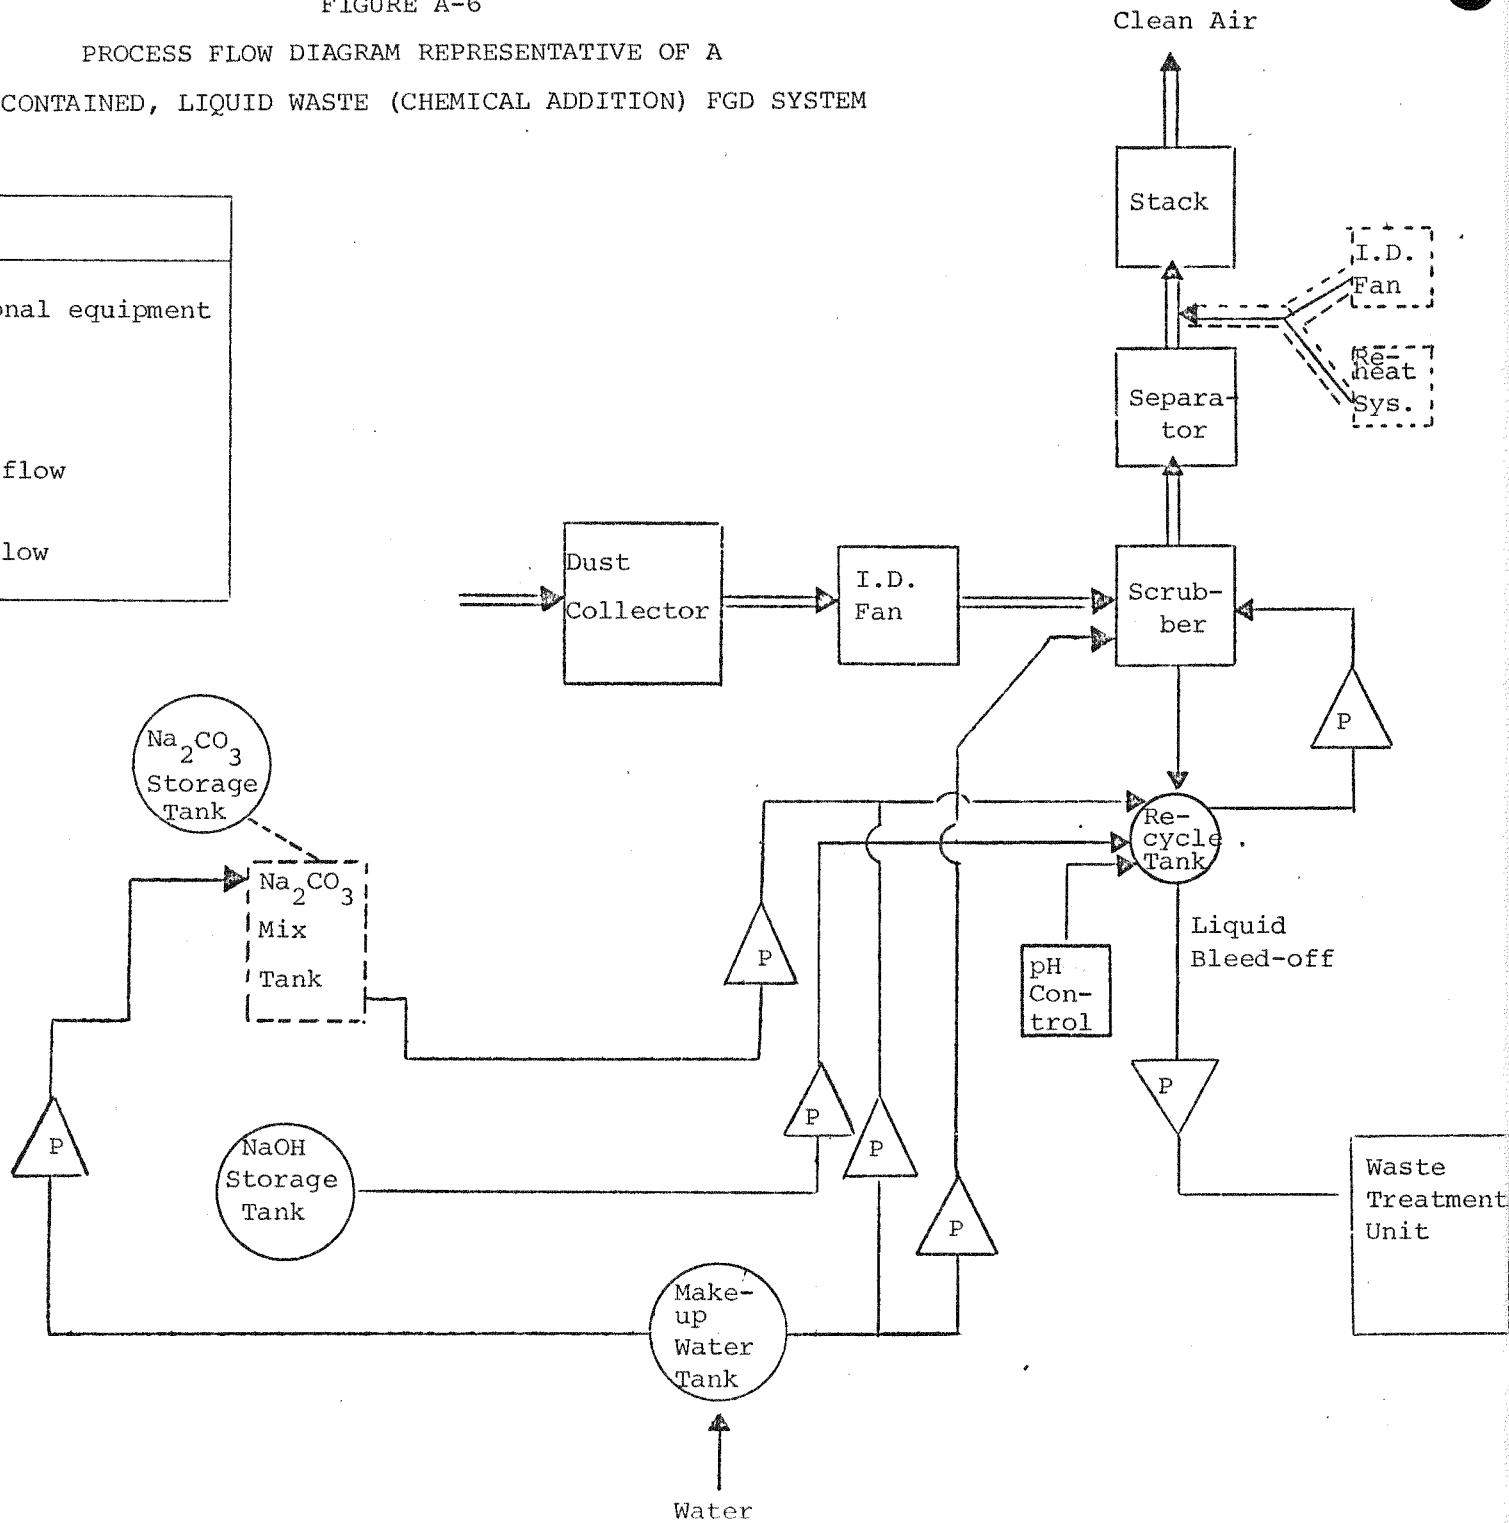 FIGURE A-6
PROCESS FLOW DIAGRAM REPRESENTATIVE OF A
CONTAINED, LIQUID WASTE (CHEMICAL ADDITION) FGD SYSTEM
Clean Air
Stack
onal equipment
I.D.
Fan
Re-
heat
Sys.
Separa-
tor
flow
low
Dust
Collector
I.D.
Fan
Scrub-
ber
P
Na2CO3
Storage
Tank
Re-
cycle
Tank
Na2CO3
Mix
Tank
P
Liquid
Bleed-off
pH
Con-
trol
P
P
P
P
P
NaOH
Storage
Tank
Waste
Treatment
Unit
Make-
up
Water
Tank
Water